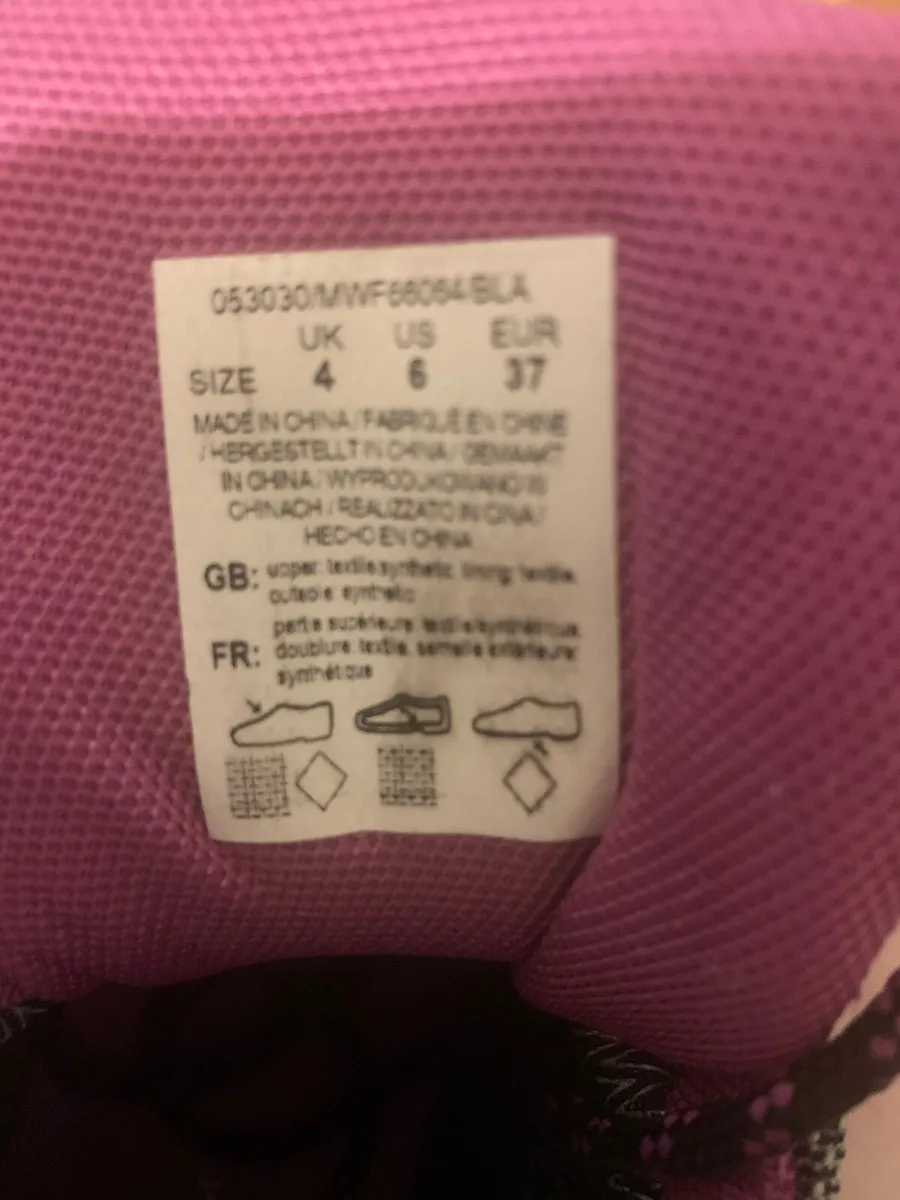 053030/MWF66064/BLA
UK US EUR
SIZE 4 6 37
MADE IN CHINA / FABRIQUÉ EN CHINE
/ HERGESTELLT IN CHINA / GEMAAKT
IN CHINA / WYPRODUKOWANO W
CHINACH / REALIZZATO IN CINA /
HECHO EN CHINA
GB: upper: textile synthetic, lining: textile,
outsole: synthetic
FR: partie supérieure: textile synthétique
doublure: textile, semelle extérieure:
synthétique